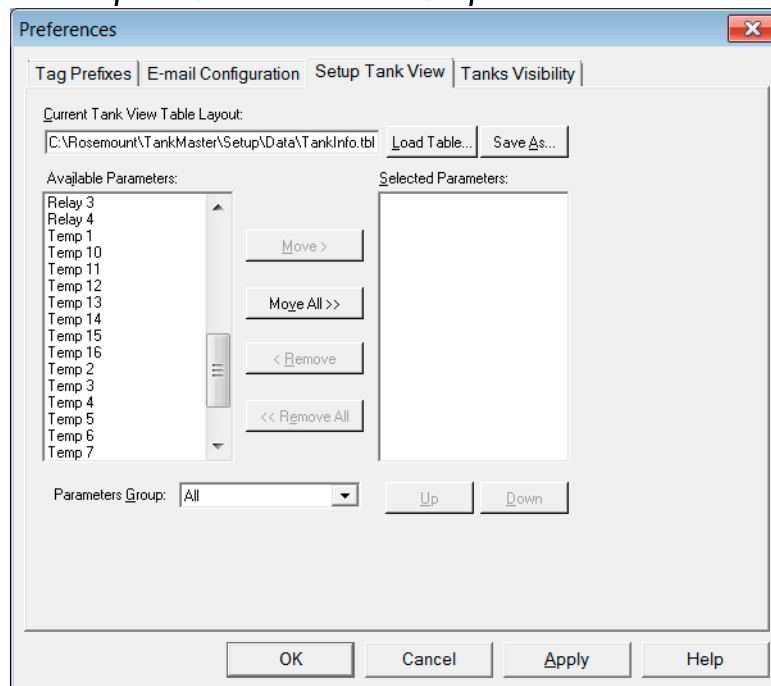 Preferences
Tag Prefixes
E-mail Configuration
Setup Tank View
Tanks Visibility
Current Tank View Table Layout:
C:\Rosemount\TankMaster\Setup\Data\TankInfo.tbl
Load Table...
Save As...
Available Parameters:
Selected Parameters:
Relay 3
Relay 4
Temp 1
Temp 10
Temp 11
Temp 12
Temp 13
Temp 14
Temp 15
Temp 16
Temp 2
Temp 3
Temp 4
Temp 5
Temp 6
Temp 7
Move >
Move All >>
< Remove
<< Remove All
Parameters Group:
All
Up
Down
OK
Cancel
Apply
Help